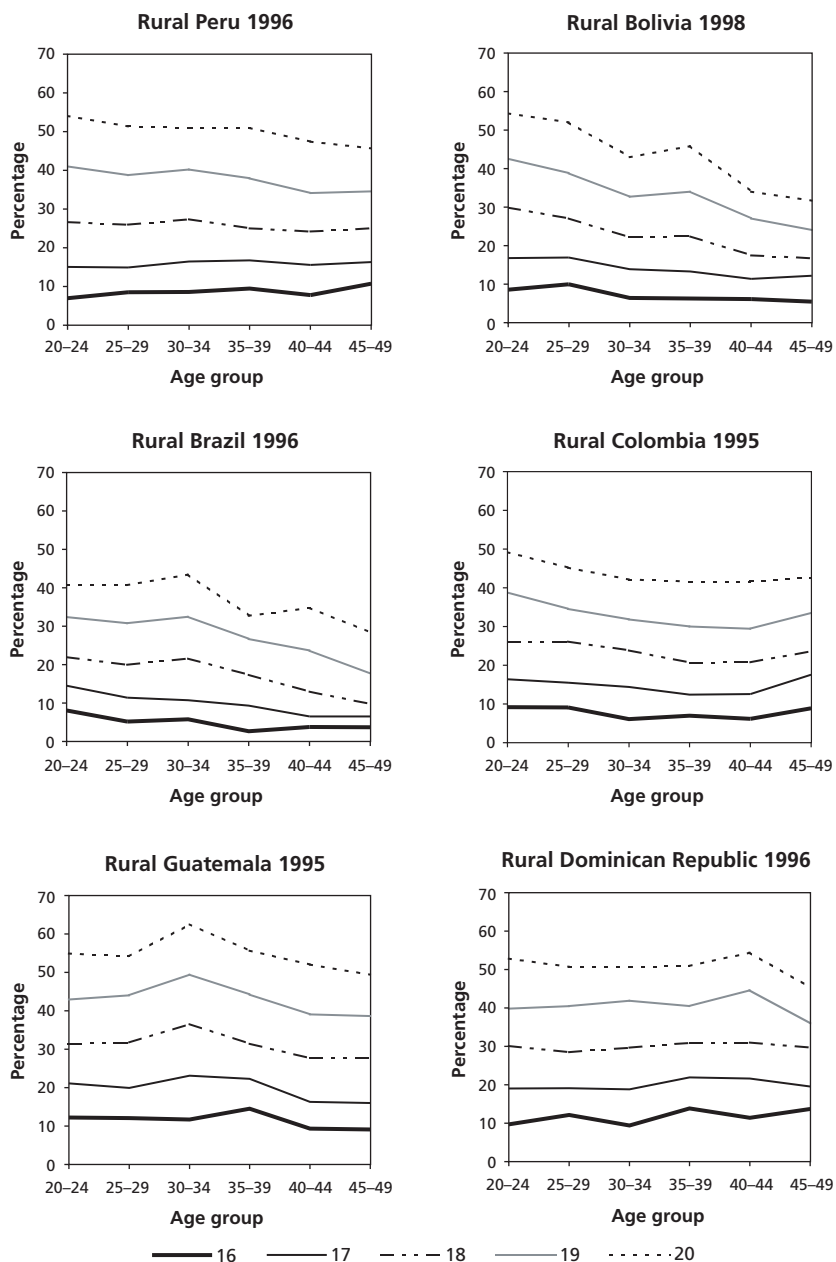 Rural Peru 1996
70
60
50
40
30
20
10
0
Percentage
20–24 25–29 30–34 35–39 40–44 45–49
Age group
Rural Bolivia 1998
70
60
50
40
30
20
10
0
Percentage
20–24 25–29 30–34 35–39 40–44 45–49
Age group
Rural Brazil 1996
70
60
50
40
30
20
10
0
Percentage
20–24 25–29 30–34 35–39 40–44 45–49
Age group
Rural Colombia 1995
70
60
50
40
30
20
10
0
Percentage
20–24 25–29 30–34 35–39 40–44 45–49
Age group
Rural Guatemala 1995
70
60
50
40
30
20
10
0
Percentage
20–24 25–29 30–34 35–39 40–44 45–49
Age group
Rural Dominican Republic 1996
70
60
50
40
30
20
10
0
Percentage
20–24 25–29 30–34 35–39 40–44 45–49
Age group
16 17 18 19 20